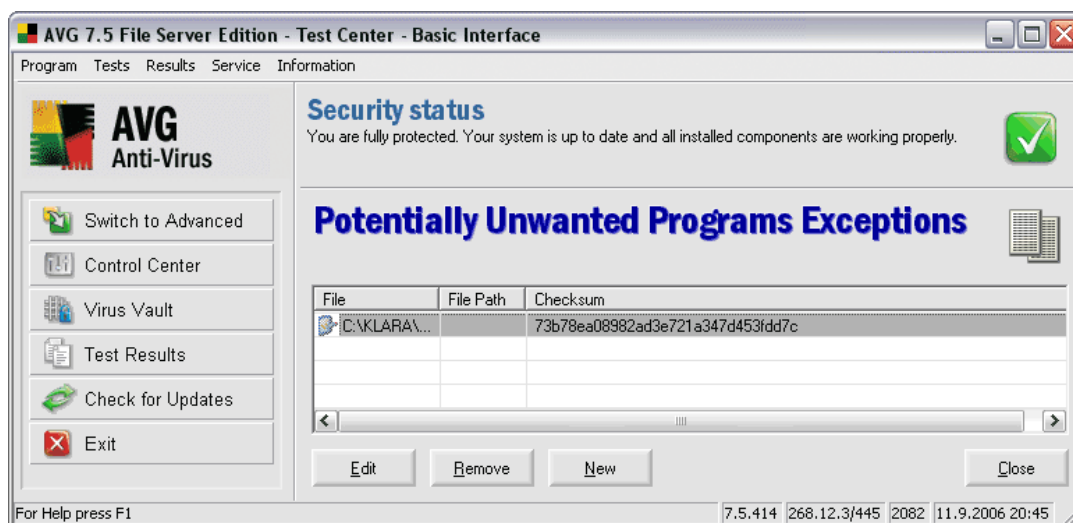 AVG 7.5 File Server Edition - Test Center - Basic Interface
Program Tests Results Service Information
AVG
Anti-Virus
Switch to Advanced
Control Center
Virus Vault
Test Results
Check for Updates
Exit
Security status
You are fully protected. Your system is up to date and all installed components are working properly.
Potentially Unwanted Programs Exceptions
File File Path Checksum
C:\KLARA\... 73b78ea08982ad3e721a347d453fdd7c
Edit Remove New Close
For Help press F1 7.5.414 268.12.3/445 2082 11.9.2006 20:45